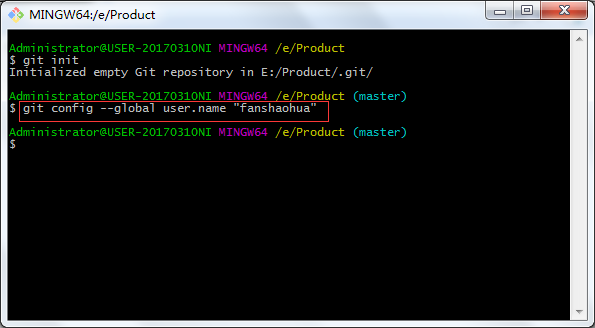 MINGW64:/e/Product
Administrator@USER-20170310NI MINGW64 /e/Product
$ git init
Initialized empty Git repository in E:/Product/.git/
Administrator@USER-20170310NI MINGW64 /e/Product (master)
$ git config --global user.name "fanshaohua"
Administrator@USER-20170310NI MINGW64 /e/Product (master)
$